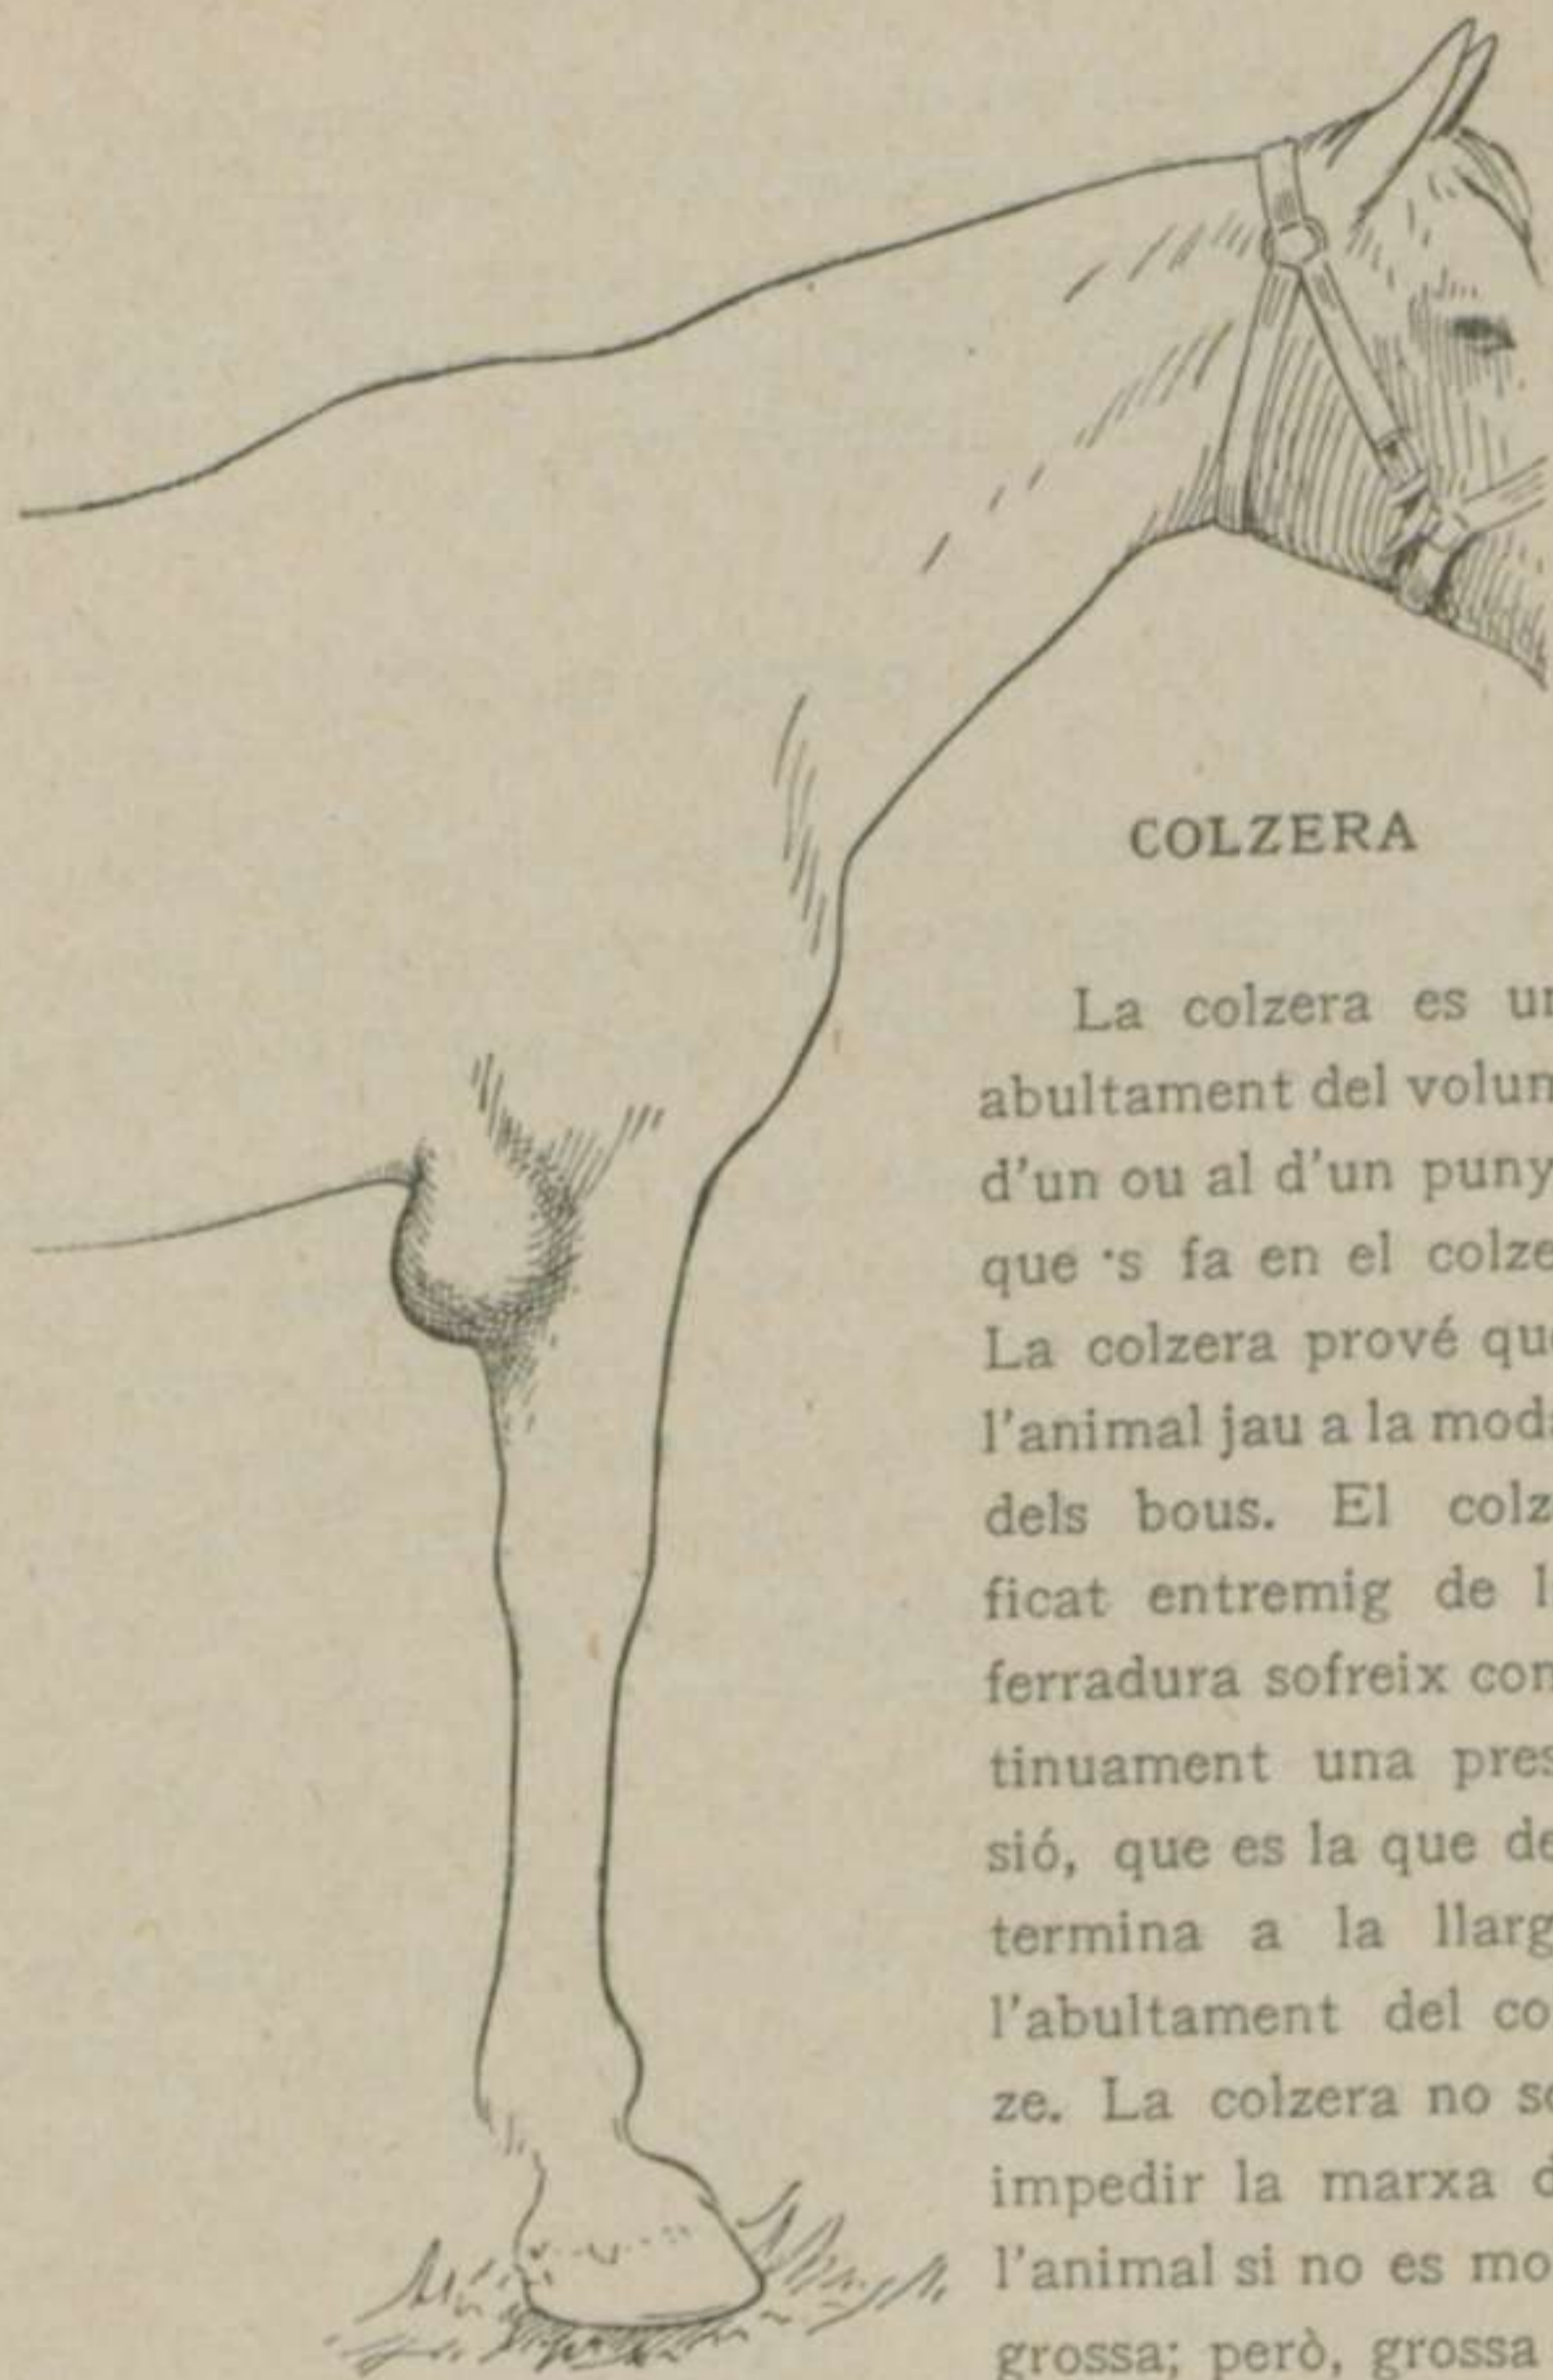 COLZERA
La colzera es un
abultament del volum
d'un ou al d'un puny
que 's fa en el colze
La colzera prové que
l'animal jau a la moda
dels bous. El colz
ficat entremig de l
ferradura sofreix con
tinuament una pres
sió, que es la que de
termina a la llarg
l'abultament del co
ze. La colzera no so
impedir la marxa d
l'animal si no es mo
grossa; però, grossa